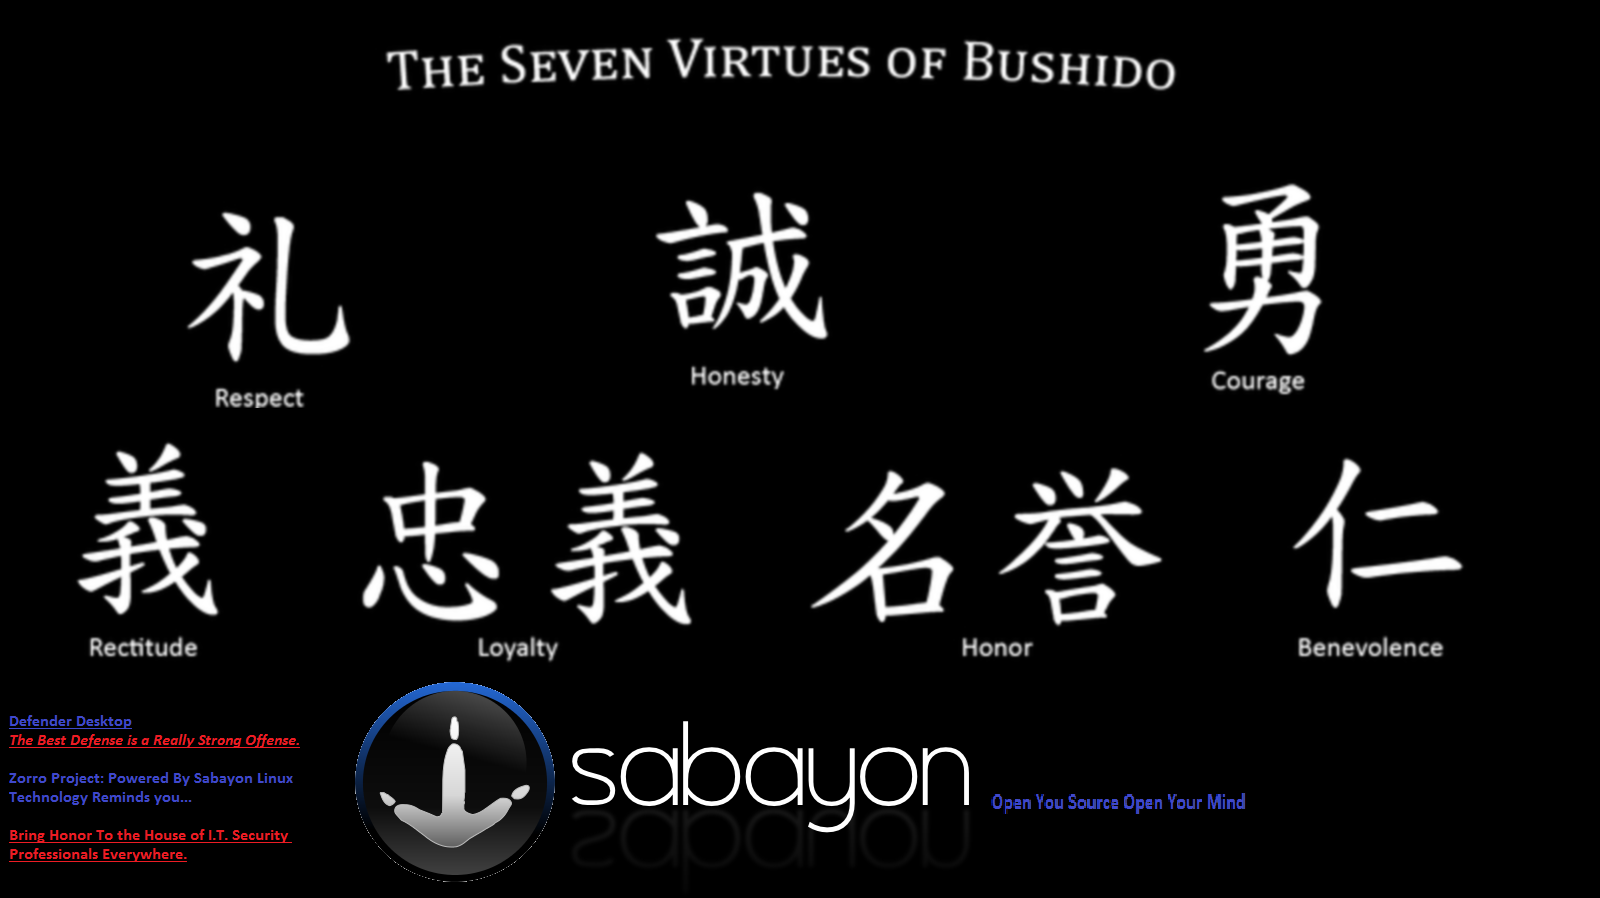 The Seven Virtues of Bushido
礼
Respect
誠
Honesty
勇
Courage
義
Rectitude
忠義
Loyalty
名誉
Honor
仁
Benevolence
Defender Desktop
The Best Defense is a Really Strong Offense.
Zorro Project: Powered By Sabayon Linux
Technology Reminds you...
Bring Honor To the House of I.T. Security
Professionals Everywhere.
sabayon
Open You Source Open Your Mind